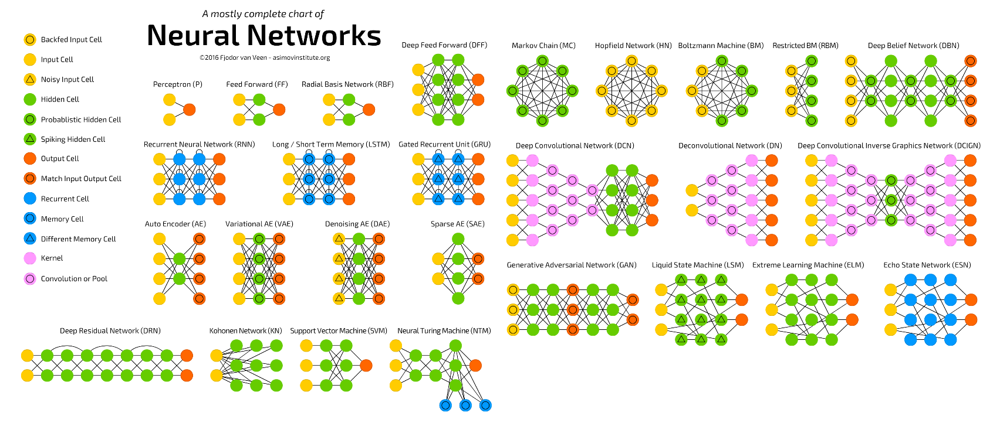 A mostly complete chart of
Neural Networks
©2016 Fjodor van Veen - asimovinstitute.org
Backfed Input Cell
Input Cell
Noisy Input Cell
Hidden Cell
Probablistic Hidden Cell
Spiking Hidden Cell
Output Cell
Match Input Output Cell
Recurrent Cell
Memory Cell
Different Memory Cell
Kernel
Convolution or Pool
Perceptron (P)
Feed Forward (FF)
Radial Basis Network (RBF)
Deep Feed Forward (DFF)
Recurrent Neural Network (RNN)
Long / Short Term Memory (LSTM)
Gated Recurrent Unit (GRU)
Auto Encoder (AE)
Variational AE (VAE)
Denoising AE (DAE)
Sparse AE (SAE)
Markov Chain (MC)
Hopfield Network (HN)
Boltzmann Machine (BM)
Restricted BM (RBM)
Deep Belief Network (DBN)
Deep Convolutional Network (DCN)
Deconvolutional Network (DN)
Deep Convolutional Inverse Graphics Network (DCIGN)
Generative Adversarial Network (GAN)
Liquid State Machine (LSM)
Extreme Learning Machine (ELM)
Echo State Network (ESN)
Deep Residual Network (DRN)
Kohonen Network (KN)
Support Vector Machine (SVM)
Neural Turing Machine (NTM)